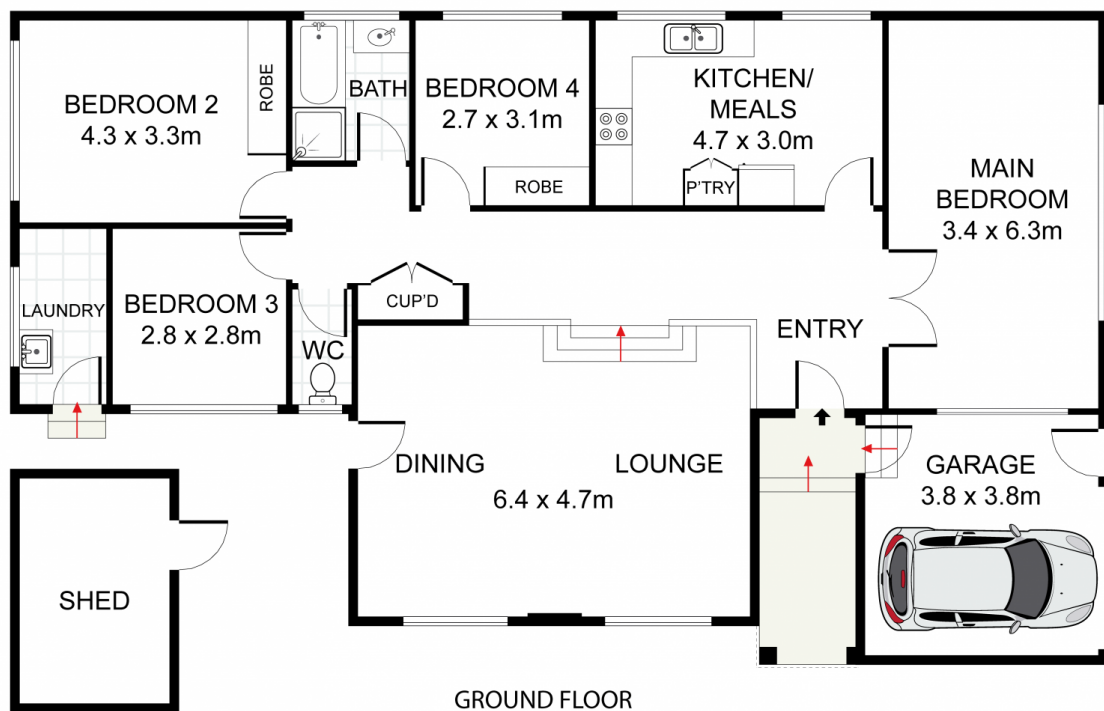 BEDROOM 2
4.3 x 3.3m
ROBE
BATH
BEDROOM 4
2.7 x 3.1m
ROBE
KITCHEN/
MEALS
4.7 x 3.0m
P'TRY
MAIN
BEDROOM
3.4 x 6.3m
LAUNDRY
BEDROOM 3
2.8 x 2.8m
WC
CUP'D
ENTRY
DINING
LOUNGE
6.4 x 4.7m
GARAGE
3.8 x 3.8m
SHED
GROUND FLOOR